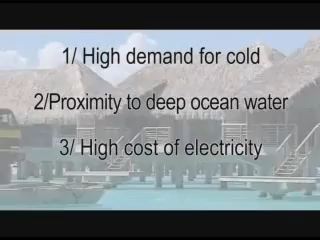 1/ High demand for cold
2/Proximity to deep ocean water
3/ High cost of electricity